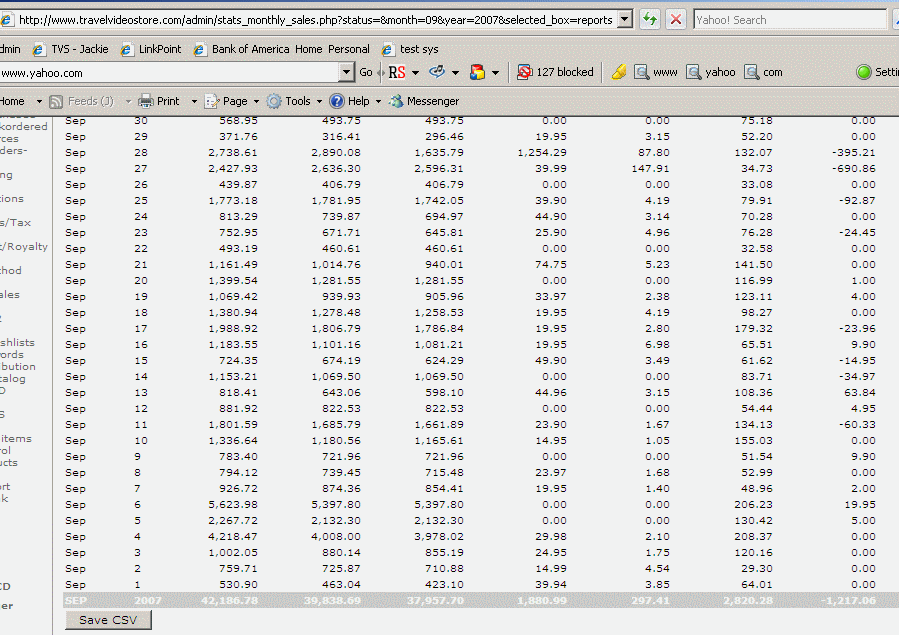 http://www.travelvideostore.com/admin/stats_monthly_sales.php?status=&month=09&year=2007&selected_box=reports Yahoo! Search
dmin TVS - Jackie LinkPoint Bank of America Home Personal test sys
www.yahoo.com Go RS 127 blocked www yahoo com Setti
Home Feeds (J) Print Page Tools Help Messenger
Sep 30 568.95 493.75 493.75 0.00 0.00 75.18 0.00
kordered
Sep 29 371.76 316.41 296.46 19.95 3.15 52.20 0.00
rces
ders-
Sep 28 2,738.61 2,890.08 1,635.79 1,254.29 87.80 132.07 -395.21
Sep 27 2,427.93 2,636.30 2,596.31 39.99 147.91 34.73 -690.86
ng
Sep 26 439.87 406.79 406.79 0.00 0.00 33.08 0.00
tions
Sep 25 1,773.18 1,781.95 1,742.05 39.90 4.19 79.91 -92.87
Sep 24 813.29 739.87 694.97 44.90 3.14 70.28 0.00
s/Tax
Sep 23 752.95 671.71 645.81 25.90 4.96 76.28 -24.45
t/Royalty
Sep 22 493.19 460.61 460.61 0.00 0.00 32.58 0.00
Sep 21 1,161.49 1,014.76 940.01 74.75 5.23 141.50 0.00
thod
Sep 20 1,399.54 1,281.55 1,281.55 0.00 0.00 116.99 1.00
ales
Sep 19 1,069.42 939.93 905.96 33.97 2.38 123.11 4.00
Sep 18 1,380.94 1,278.48 1,258.53 19.95 4.19 98.27 0.00
Sep 17 1,988.92 1,806.79 1,786.84 19.95 2.80 179.32 -23.96
shlists
Sep 16 1,183.55 1,101.16 1,081.21 19.95 6.98 65.51 9.90
ords
Sep 15 724.35 674.19 624.29 49.90 3.49 61.62 -14.95
bution
Sep 14 1,153.21 1,069.50 1,069.50 0.00 0.00 83.71 -34.97
talog
Sep 13 818.41 643.06 598.10 44.96 3.15 108.36 63.84
Sep 12 881.92 822.53 822.53 0.00 0.00 54.44 4.95
S
Sep 11 1,801.59 1,685.79 1,661.89 23.90 1.67 134.13 -60.33
items
Sep 10 1,336.64 1,180.56 1,165.61 14.95 1.05 155.03 0.00
rol
Sep 9 783.40 721.96 721.96 0.00 0.00 51.54 9.90
ucts
Sep 8 794.12 739.45 715.48 23.97 1.68 52.99 0.00
ort
Sep 7 926.72 874.36 854.41 19.95 1.40 48.96 2.00
k
Sep 6 5,623.98 5,397.80 5,397.80 0.00 0.00 206.23 19.95
Sep 5 2,267.72 2,132.30 2,132.30 0.00 0.00 130.42 5.00
Sep 4 4,218.47 4,008.00 3,978.02 29.98 2.10 208.37 0.00
Sep 3 1,002.05 880.14 855.19 24.95 1.75 120.16 0.00
Sep 2 759.71 725.87 710.88 14.99 4.54 29.30 0.00
Sep 1 530.90 463.04 423.10 39.94 3.85 64.01 0.00
CD
SEP 2007 42,186.78 39,838.69 37,957.70 1,880.99 297.41 2,820.28 -1,217.06
er
Save CSV